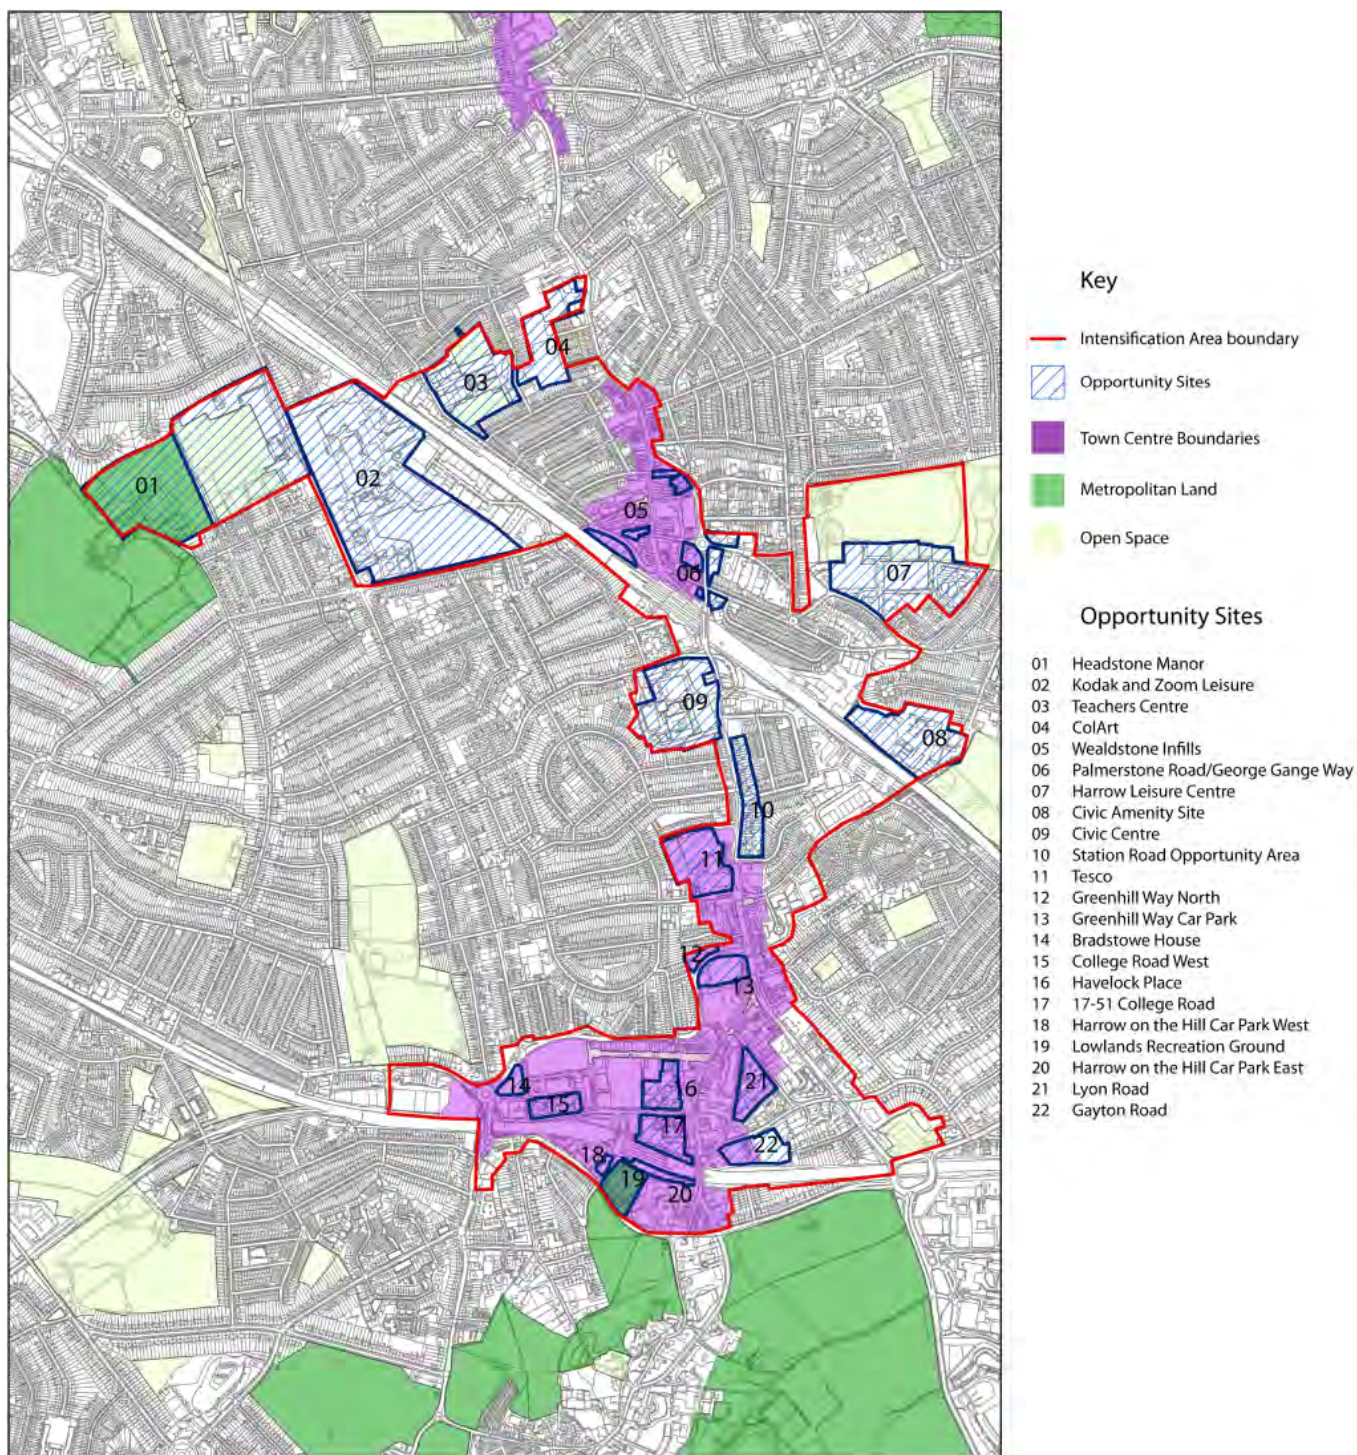 04
03
01
02
05
06
07
09
08
10
11
12
13
14
15
16
21
17
22
18
19
20
Key
Intensification Area boundary
Opportunity Sites
Town Centre Boundaries
Metropolitan Land
Open Space
Opportunity Sites
01 Headstone Manor
02 Kodak and Zoom Leisure
03 Teachers Centre
04 ColArt
05 Wealdstone Infills
06 Palmerstone Road/George Gange Way
07 Harrow Leisure Centre
08 Civic Amenity Site
09 Civic Centre
10 Station Road Opportunity Area
11 Tesco
12 Greenhill Way North
13 Greenhill Way Car Park
14 Bradstowe House
15 College Road West
16 Havelock Place
17 17-51 College Road
18 Harrow on the Hill Car Park West
19 Lowlands Recreation Ground
20 Harrow on the Hill Car Park East
21 Lyon Road
22 Gayton Road